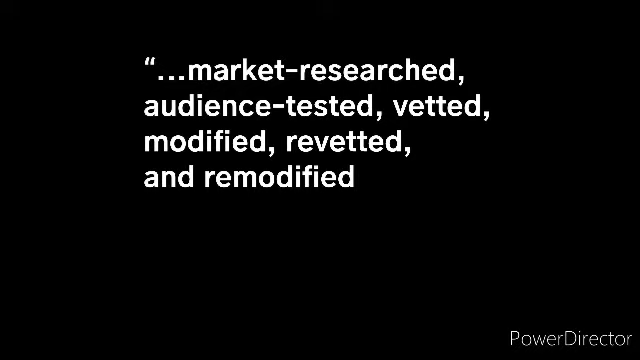 “...market-researched,
audience-tested, vetted,
modified, revetted,
and remodified
PowerDirector